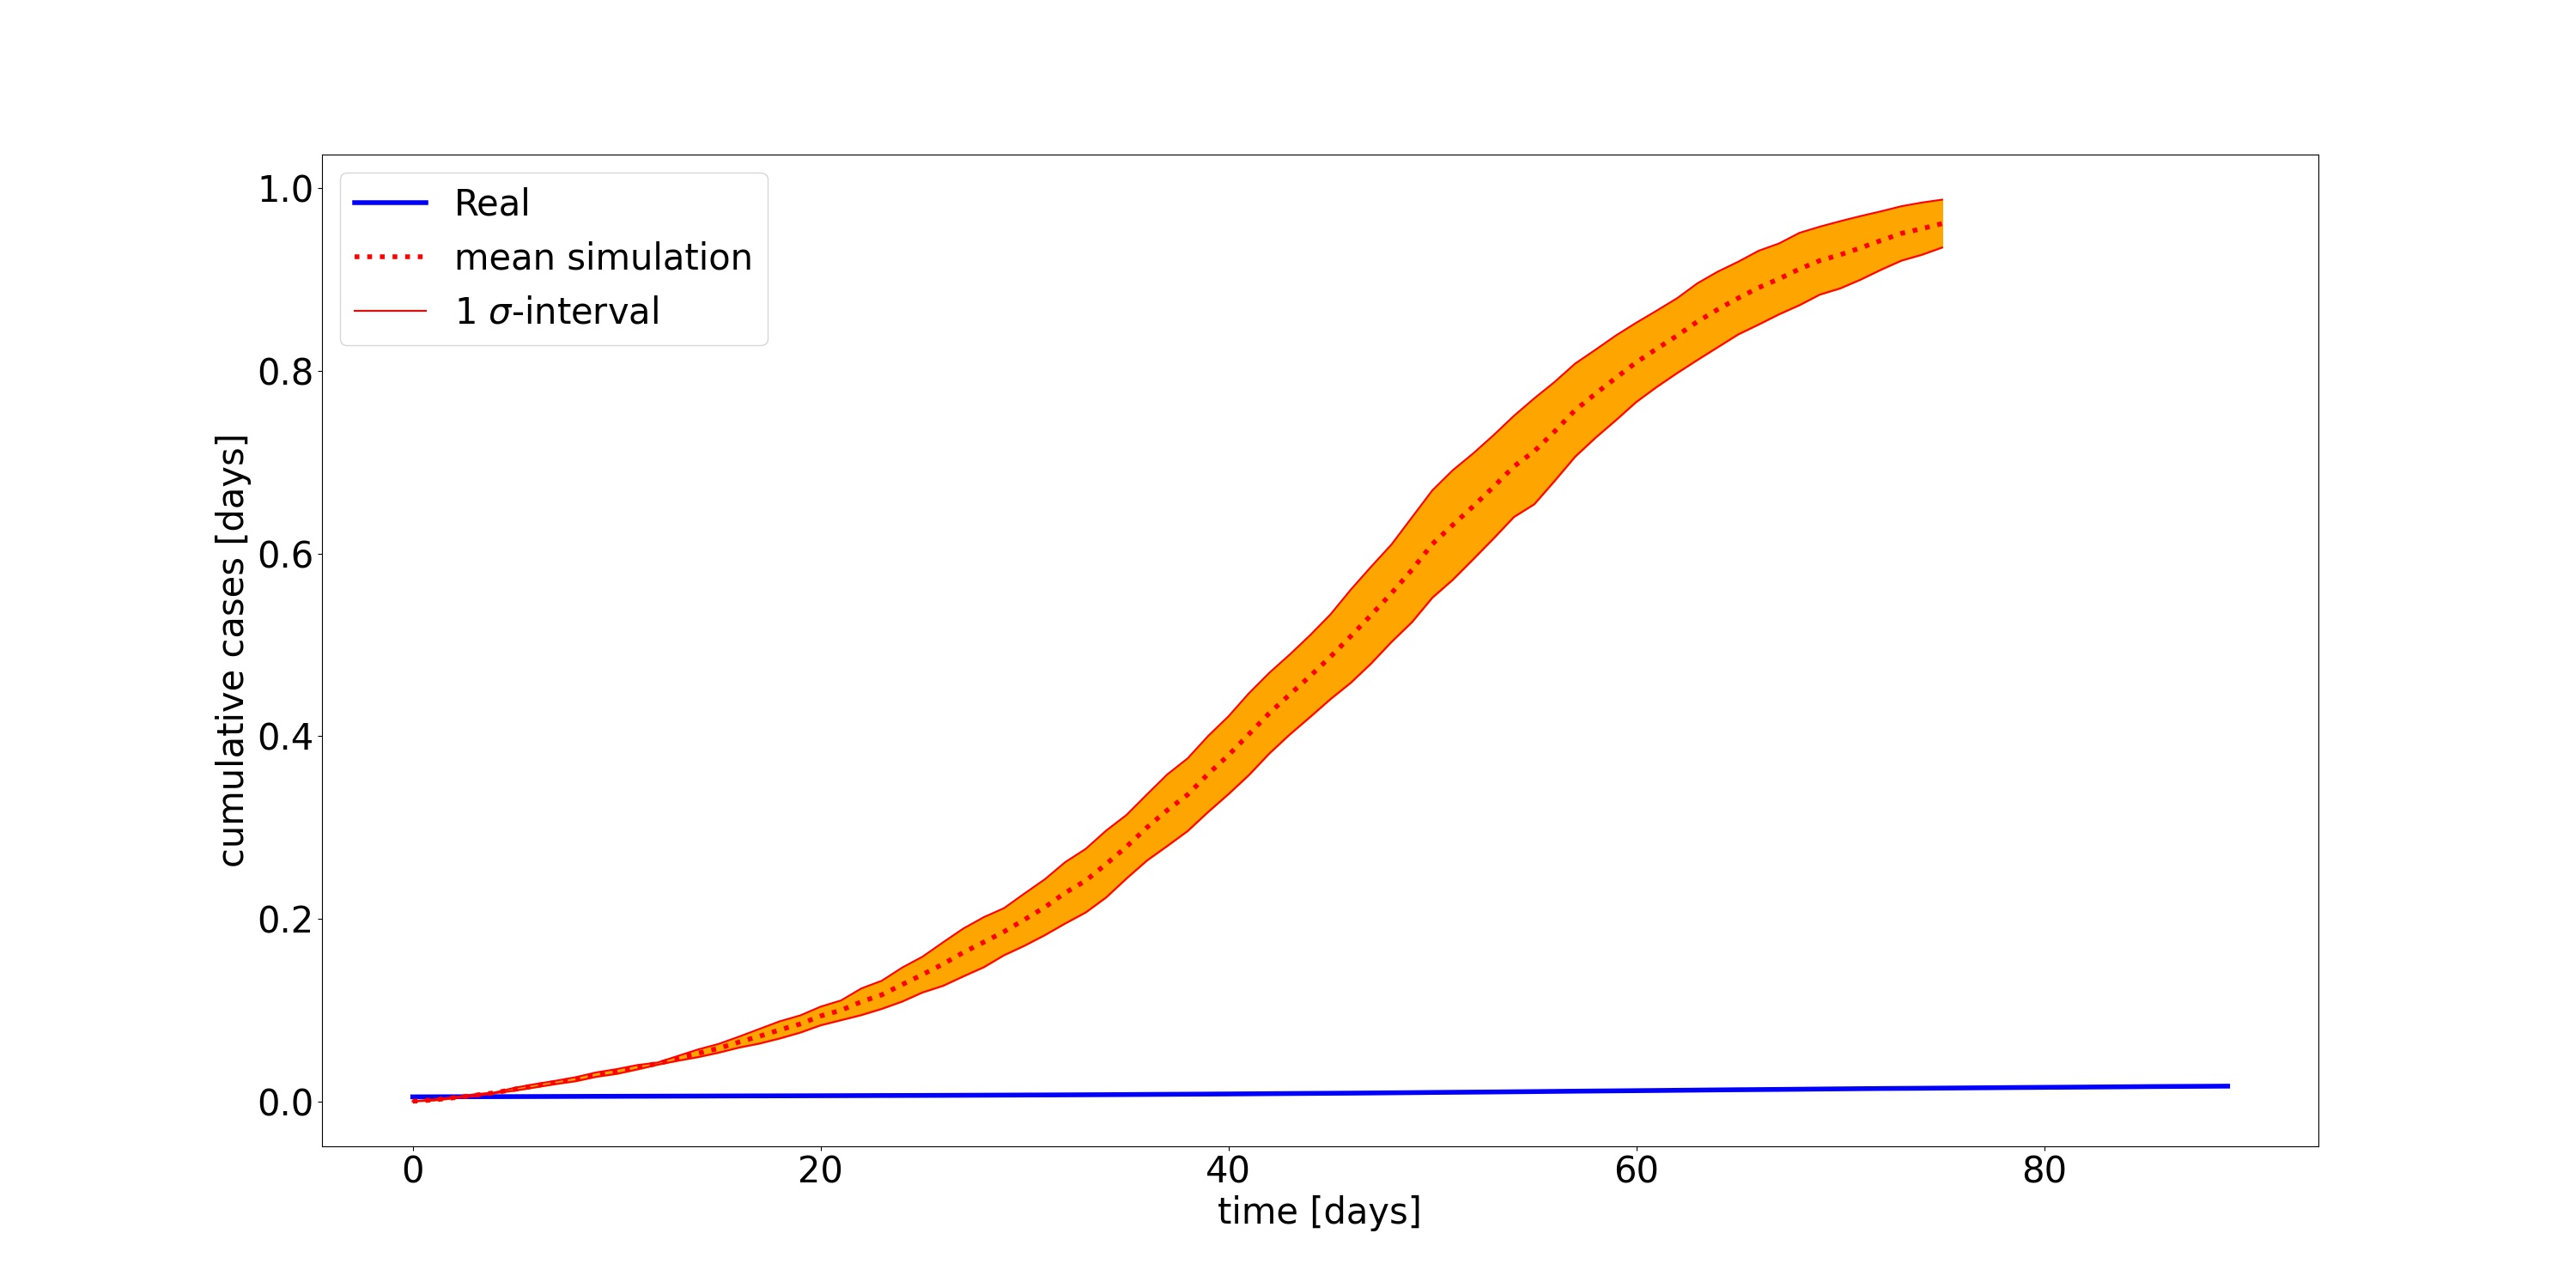 Real
mean simulation
1 σ-interval
1.0
0.8
0.6
0.4
0.2
0.0
cumulative cases [days]
0 20 40 60 80
time [days]